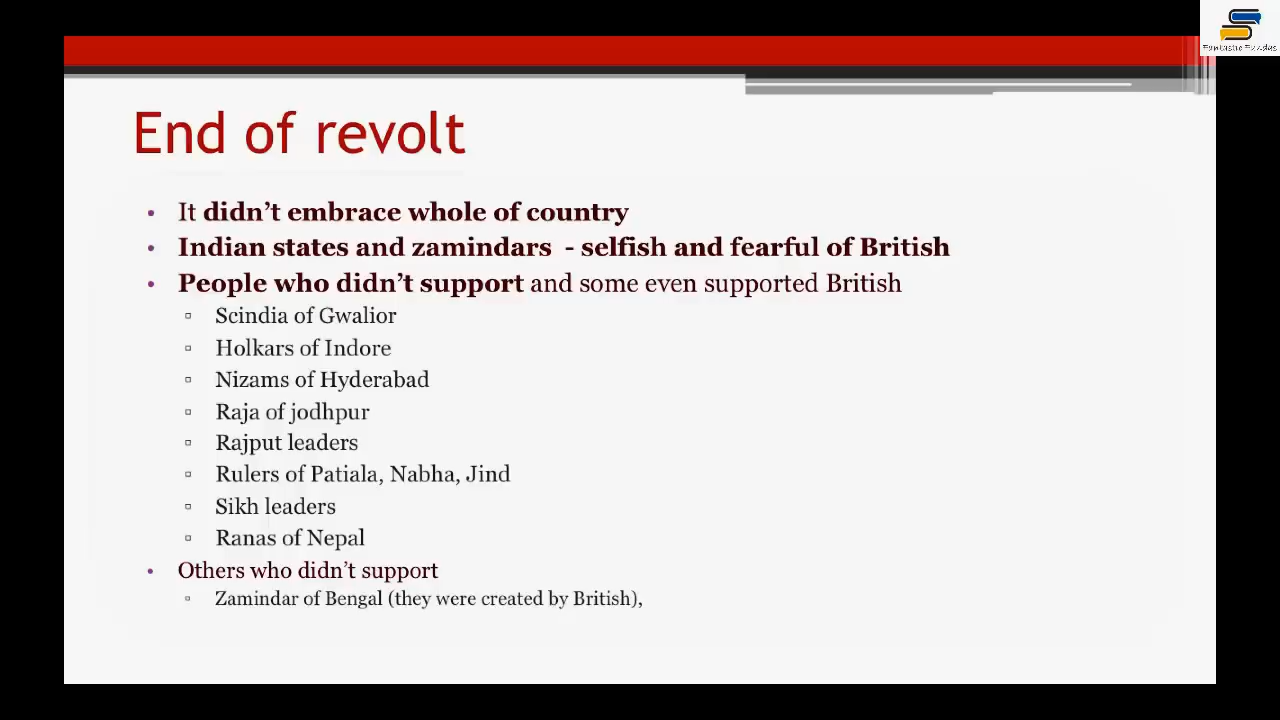 End of revolt
• It didn’t embrace whole of country
• Indian states and zamindars - selfish and fearful of British
• People who didn’t support and some even supported British
▫ Scindia of Gwalior
▫ Holkars of Indore
▫ Nizams of Hyderabad
▫ Raja of jodhpur
▫ Rajput leaders
▫ Rulers of Patiala, Nabha, Jind
▫ Sikh leaders
▫ Ranas of Nepal
• Others who didn’t support
▫ Zamindar of Bengal (they were created by British),